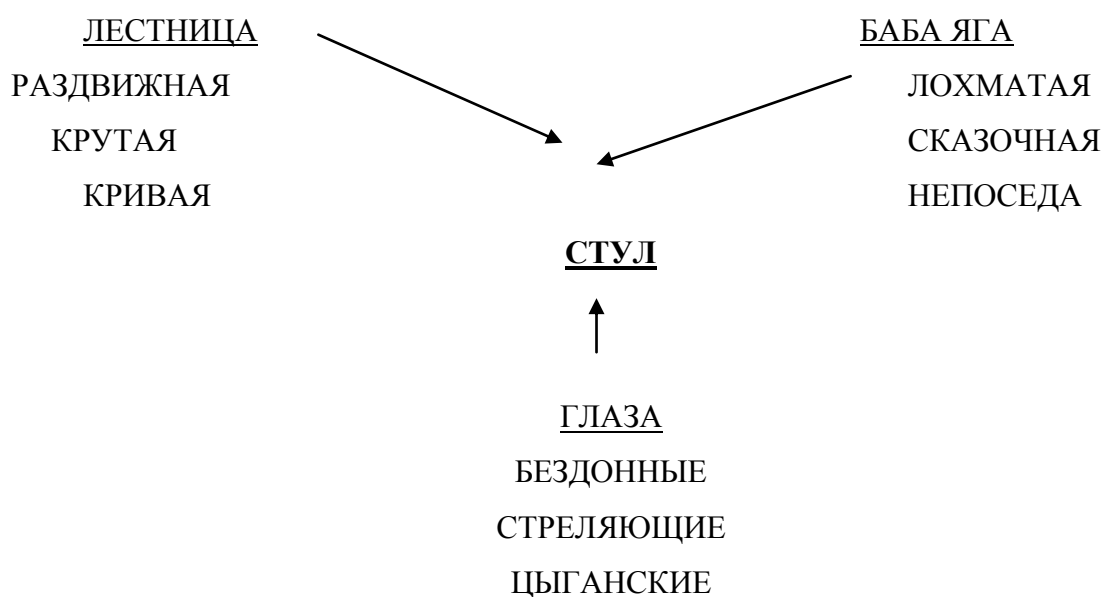 ЛЕСТНИЦА
РАЗДВИЖНАЯ
КРУТАЯ
КРИВАЯ
БАБА ЯГА
ЛОХМАТАЯ
СКАЗОЧНАЯ
НЕПОСЕДА
СТУЛ
ГЛАЗА
БЕЗДОННЫЕ
СТРЕЛЯЮЩИЕ
ЦЫГАНСКИЕ